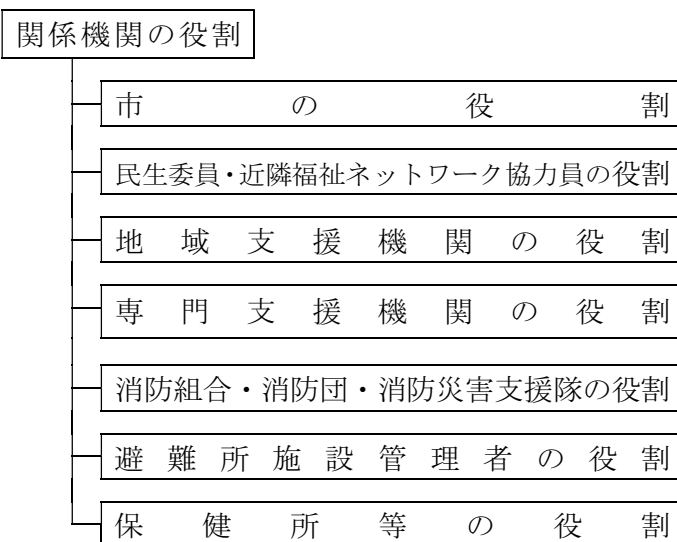 関係機関の役割
市の役割
民生委員・近隣福祉ネットワーク協力員の役割
地域支援機関の役割
専門支援機関の役割
消防組合・消防団・消防災害支援隊の役割
避難所施設管理者の役割
保健所等の役割